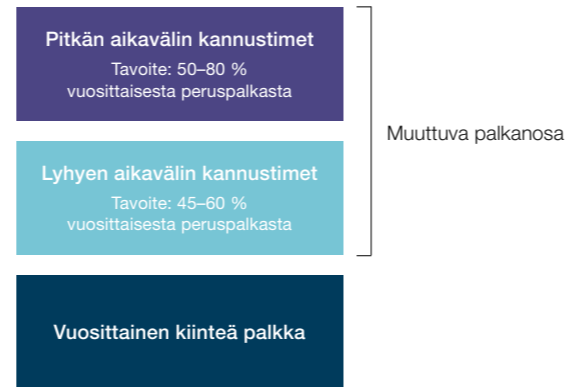 Pitkän aikavälin kannustimet
Tavoite: 50–80 %
vuosittaisesta peruspalkasta
Muuttuva palkanosa
Lyhyen aikavälin kannustimet
Tavoite: 45–60 %
vuosittaisesta peruspalkasta
Vuosittainen kiinteä palkka